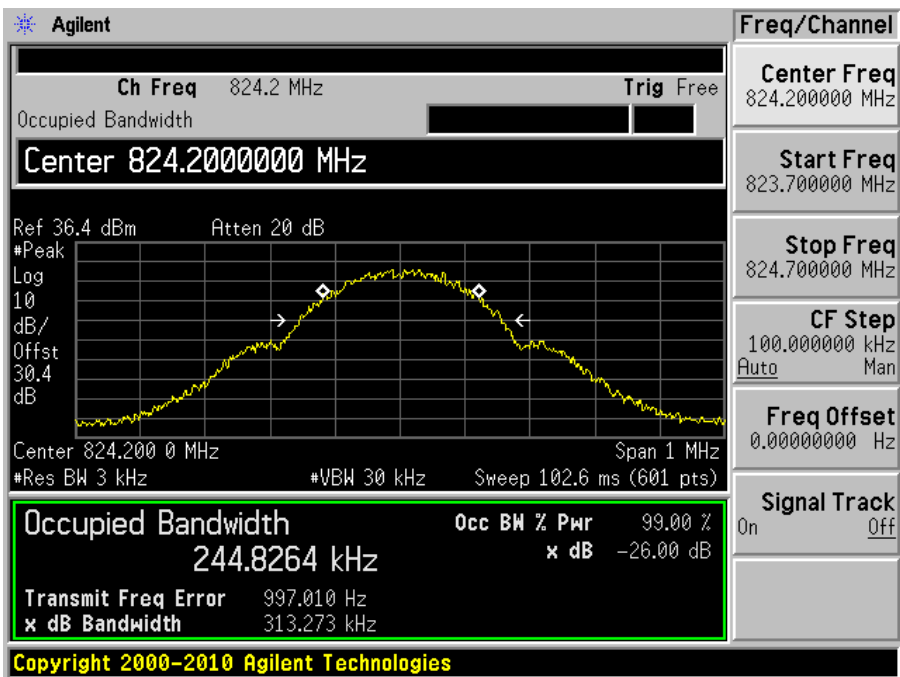 Agilent
Freq/Channel
Ch Freq 824.2 MHz Trig Free
Occupied Bandwidth
Center 824.2000000 MHz
Ref 36.4 dBm Atten 20 dB
#Peak
Log
10
dB/
Offst
30.4
dB
Center 824.200 0 MHz Span 1 MHz
#Res BW 3 kHz #VBW 30 kHz Sweep 102.6 ms (601 pts)
Occupied Bandwidth
244.8264 kHz
Occ BW % Pwr 99.00 %
x dB -26.00 dB
Transmit Freq Error 997.010 Hz
x dB Bandwidth 313.273 kHz
Center Freq
824.200000 MHz
Start Freq
823.700000 MHz
Stop Freq
824.700000 MHz
CF Step
100.000000 kHz
Auto Man
Freq Offset
0.00000000 Hz
Signal Track
On Off
Copyright 2000-2010 Agilent Technologies